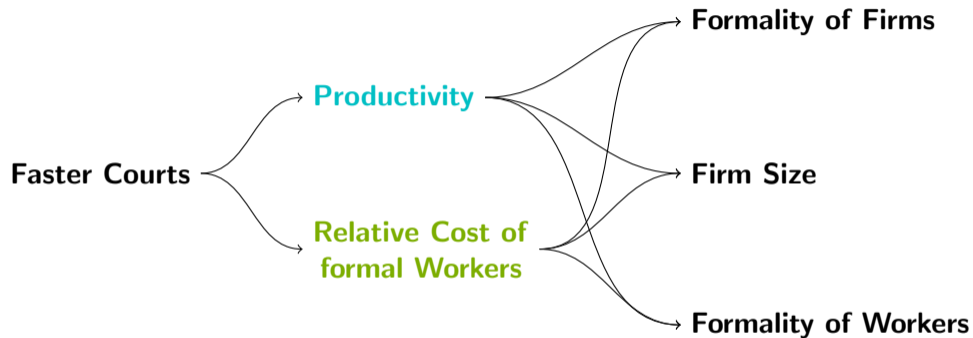 Faster Courts
Productivity
Relative Cost of
formal Workers
Formality of Firms
Firm Size
Formality of Workers